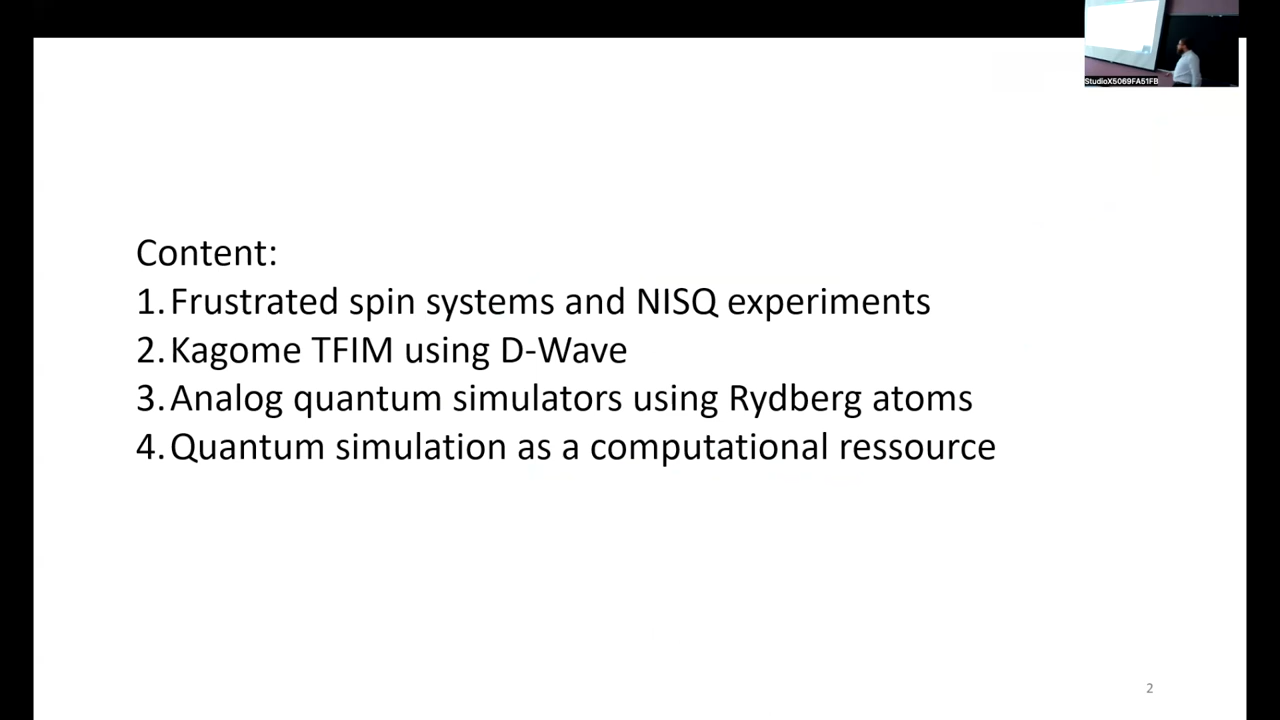 StudioX5069FA51FB
Content:
1. Frustrated spin systems and NISQ experiments
2. Kagome TFIM using D-Wave
3. Analog quantum simulators using Rydberg atoms
4. Quantum simulation as a computational ressource
2